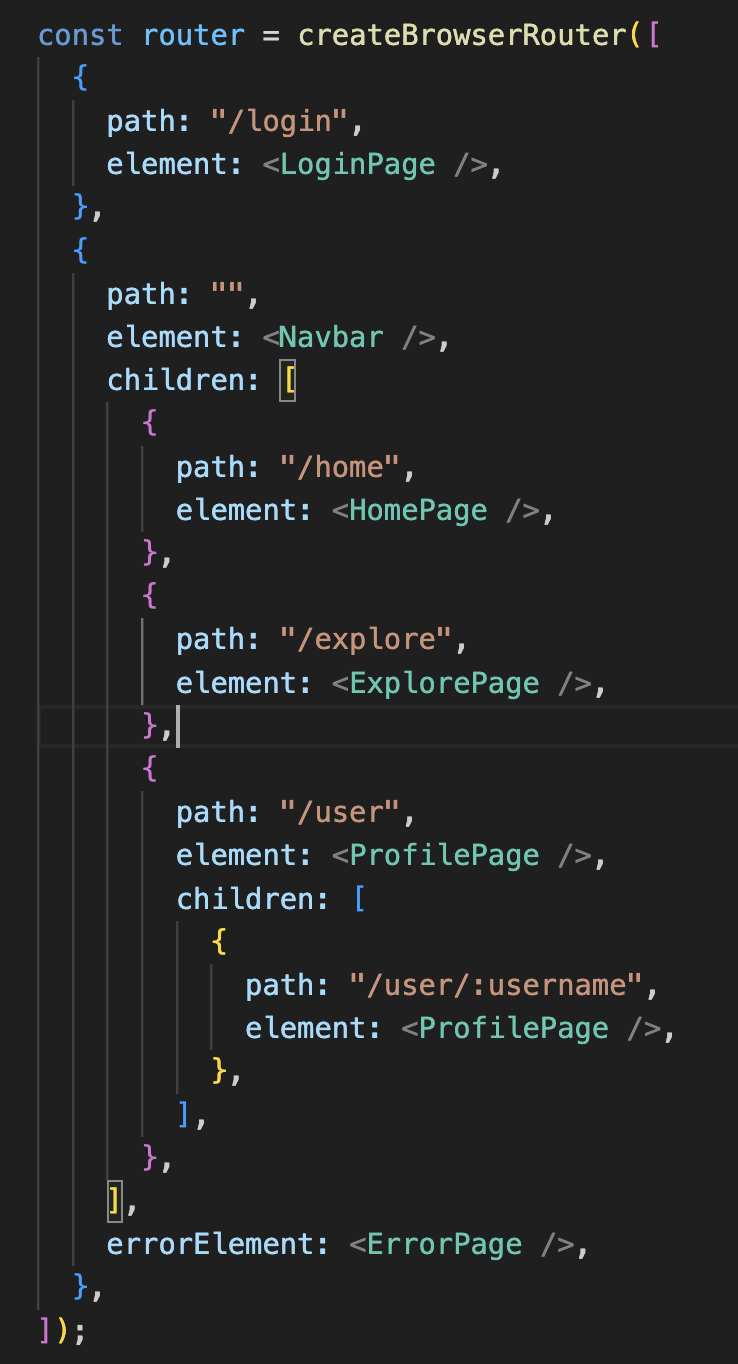 const router = createBrowserRouter([
  {
    path: "/login",
    element: <LoginPage />,
  },
  {
    path: "",
    element: <Navbar />,
    children: [
      {
        path: "/home",
        element: <HomePage />,
      },
      {
        path: "/explore",
        element: <ExplorePage />,
      },
      {
        path: "/user",
        element: <ProfilePage />,
        children: [
          {
            path: "/user/:username",
            element: <ProfilePage />,
          },
        ],
      },
    ],
    errorElement: <ErrorPage />,
  },
]);